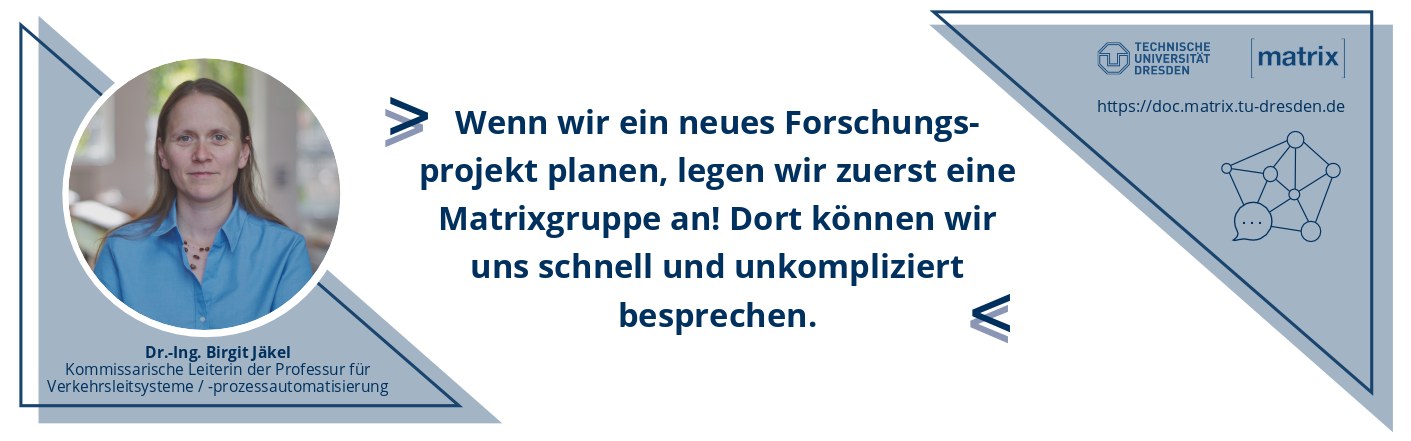 > Wenn wir ein neues Forschungs-
projekt planen, legen wir zuerst eine
Matrixgruppe an! Dort können wir
uns schnell und unkompliziert
besprechen. <
Dr.-Ing. Birgit Jäkel
Kommissarische Leiterin der Professur für
Verkehrsleitsysteme / -prozessautomatisierung
TECHNISCHE
UNIVERSITÄT
DRESDEN
[matrix]
https://doc.matrix.tu-dresden.de